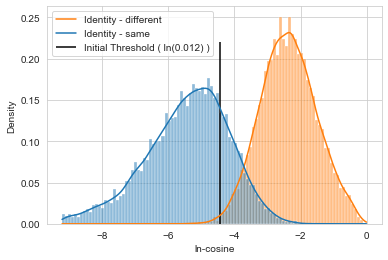 Identity - different
Identity - same
Initial Threshold ( ln(0.012) )
0.25
0.20
0.15
0.10
0.05
0.00
Density
−8
−6
−4
−2
0
ln-cosine